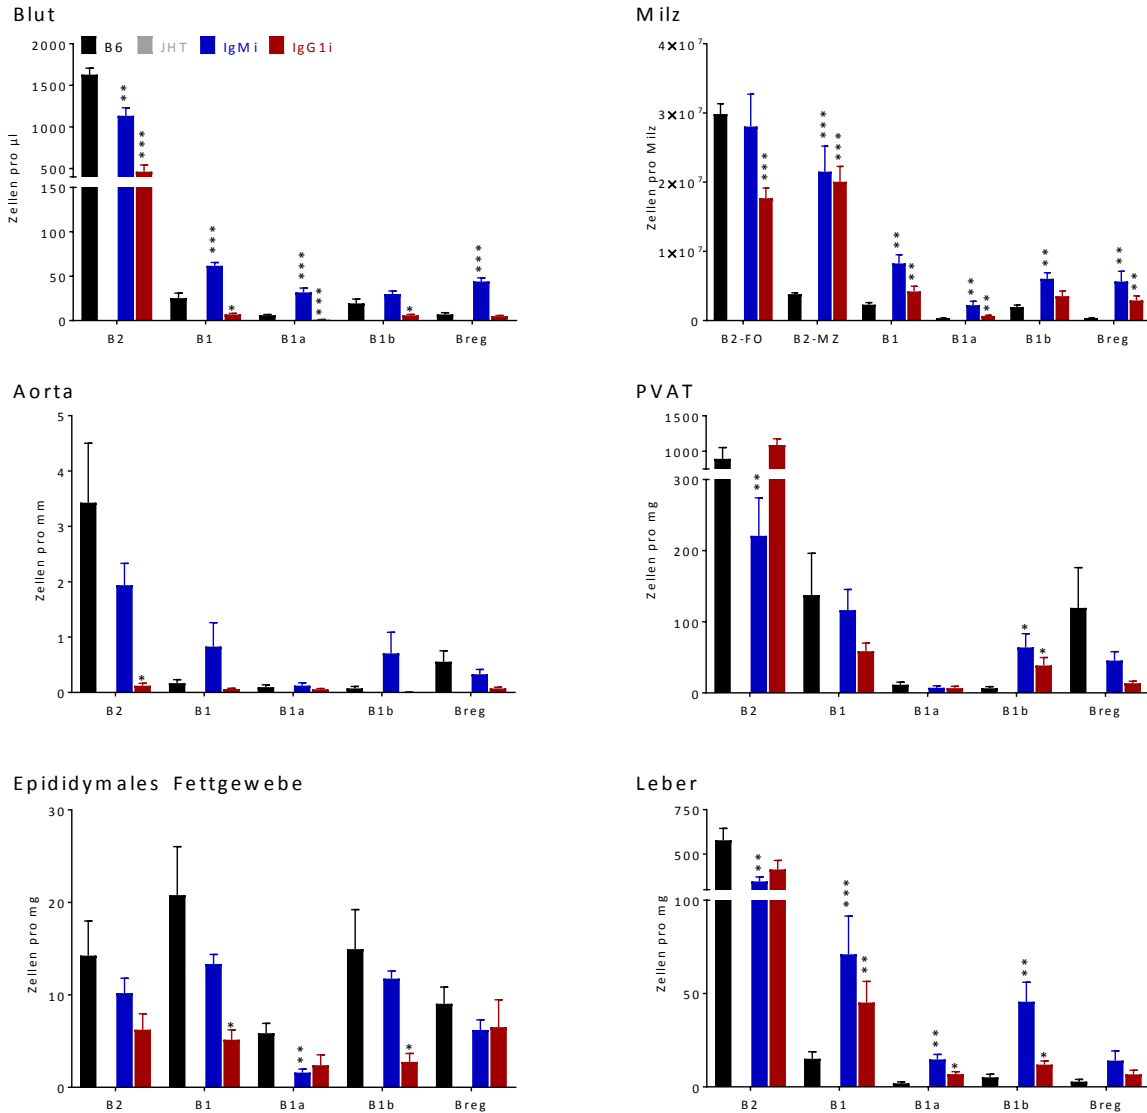 Blut
B6 JHT IgMi IgG1i
Zellen pro µl
2000
1500
1000
500
150
100
50
0
** *** *** * *** *** * ***
B2 B1 B1a B1b Breg
Milz
Zellen pro Milz
4×10⁷
3×10⁷
2×10⁷
1×10⁷
0
*** *** *** ** ** ** ** ** ** **
B2-FO B2-MZ B1 B1a B1b Breg
Aorta
Zellen pro mm
5
4
3
2
1
0
*
B2 B1 B1a B1b Breg
PVAT
Zellen pro mg
1500
1000
300
200
100
0
** * *
B2 B1 B1a B1b Breg
Epididymales Fettgewebe
Zellen pro mg
30
20
10
0
* ** *
B2 B1 B1a B1b Breg
Leber
Zellen pro mg
750
500
100
50
0
** *** ** ** * ** *
B2 B1 B1a B1b Breg